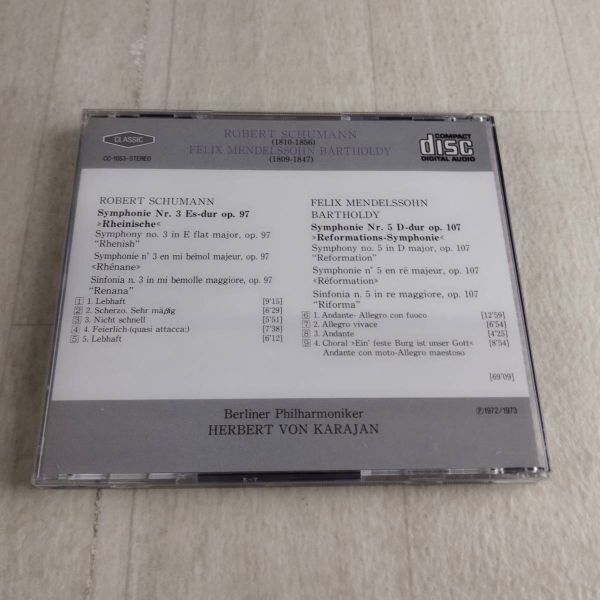 CLASSIC
CC-1053-STEREO
ROBERT SCHUMANN
(1810-1856)
FELIX MENDELSSOHN BARTHOLDY
(1809-1847)
COMPACT
disc
DIGITAL AUDIO
ROBERT SCHUMANN
Symphonie Nr. 3 Es-dur op. 97
»Rheinische«
Symphony no. 3 in E flat major, op. 97
"Rhenish"
Symphonie n° 3 en mi bémol majeur, op. 97
<Rhénane>
Sinfonia n. 3 in mi bemolle maggiore, op. 97
"Renana"
1 1. Lebhaft [9'15]
2 2. Scherzo. Sehr mäßig [6'29]
3 3. Nicht schnell [5'51]
4 4. Feierlich-(quasi attacca:) [7'38]
5 5. Lebhaft [6'12]
FELIX MENDELSSOHN
BARTHOLDY
Symphonie Nr. 5 D-dur op. 107
»Reformations-Symphonie«
Symphony no. 5 in D major, op. 107
"Reformation"
Symphonie n° 5 en ré majeur, op. 107
<Réformation>
Sinfonia n. 5 in re maggiore, op. 107
"Riforma"
6 1. Andante- Allegro con fuoco [12'59]
7 2. Allegro vivace [6'54]
8 3. Andante [4'25]
9 4. Choral »Ein' feste Burg ist unser Gott« [8'54]
Andante con moto-Allegro maestoso
[69'09]
Berliner Philharmoniker
HERBERT VON KARAJAN
℗1972/1973